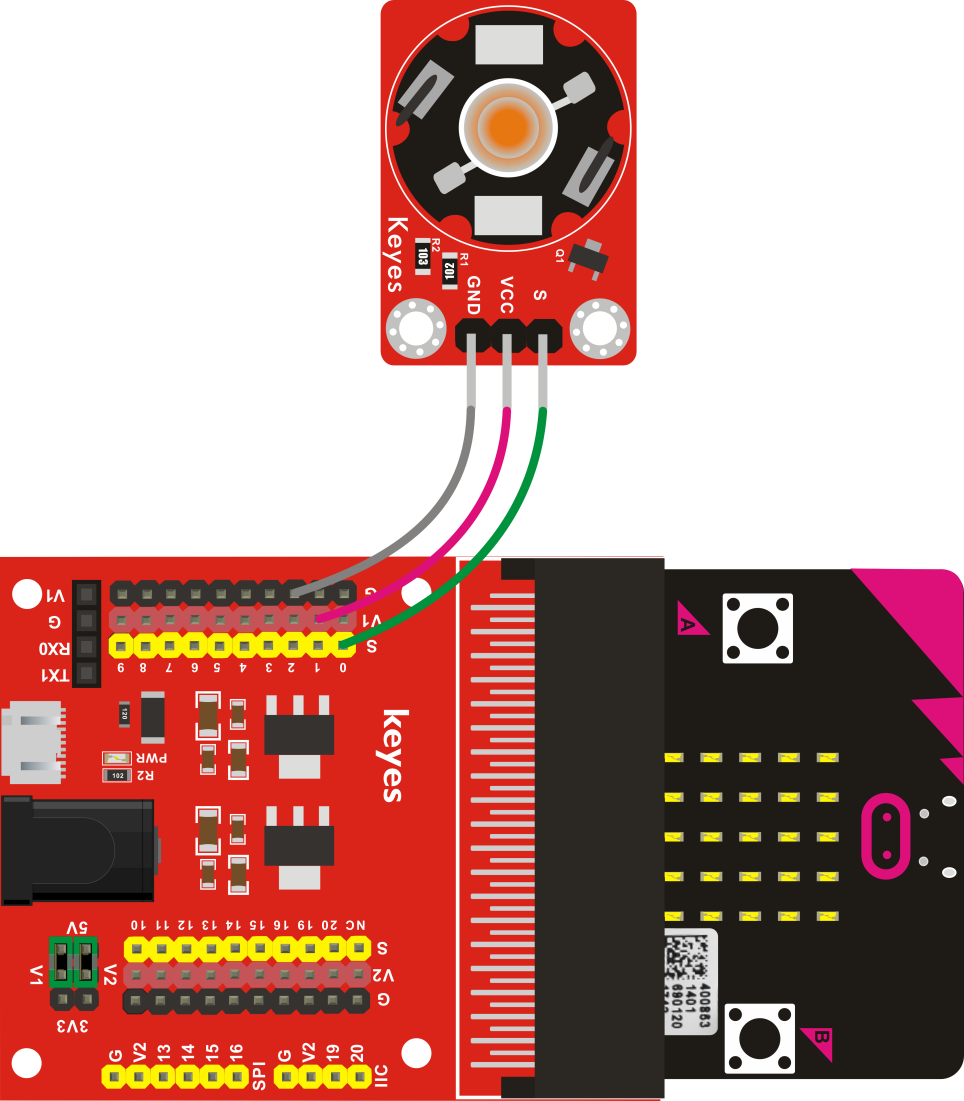 Keyes
R2
103
R1
102
Q1
GND
VCC
S
V1
G
RX0
TX1
G
V1
S
9 8 7 6 5 4 3 2 1 0
A
120
keyes
PWR
R2
102
5V
10 11 12 13 14 15 16 19 20 NC
S
V2
G
V1
V2
3V3
G V2 13 14 15 16 SPI
G V2 19 20 IIC
400863
1401
690120
B